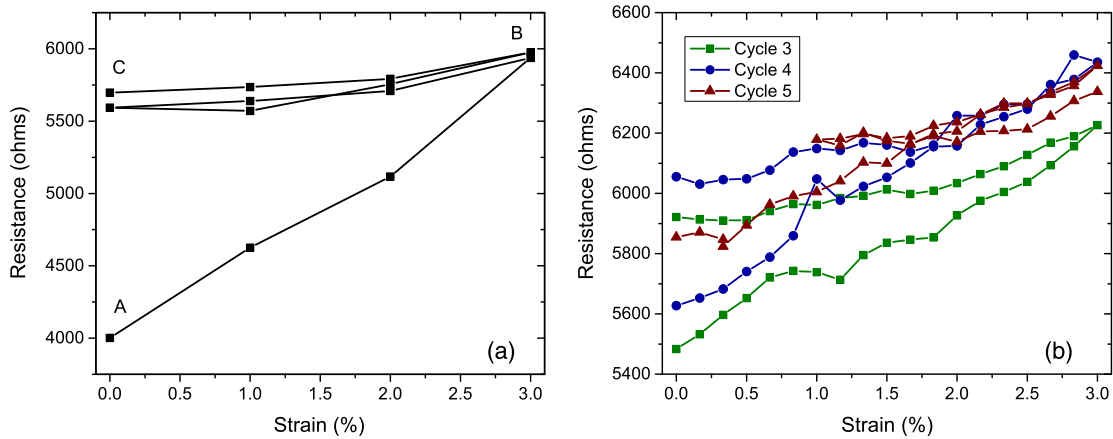 6000
5500
5000
4500
4000
Resistance (ohms)
C
B
A
(a)
0.0 0.5 1.0 1.5 2.0 2.5 3.0
Strain (%)
6600
6400
6200
6000
5800
5600
5400
Resistance (ohms)
Cycle 3
Cycle 4
Cycle 5
(b)
0.0 0.5 1.0 1.5 2.0 2.5 3.0
Strain (%)